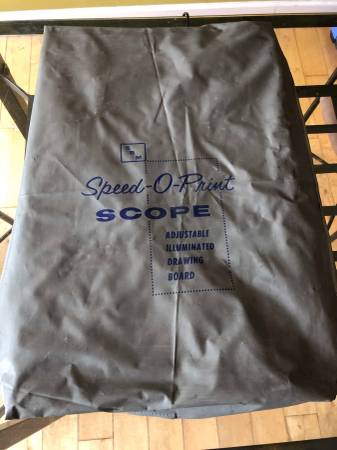 Speed-O-Print
SCOPE
ADJUSTABLE
ILLUMINATED
DRAWING
BOARD